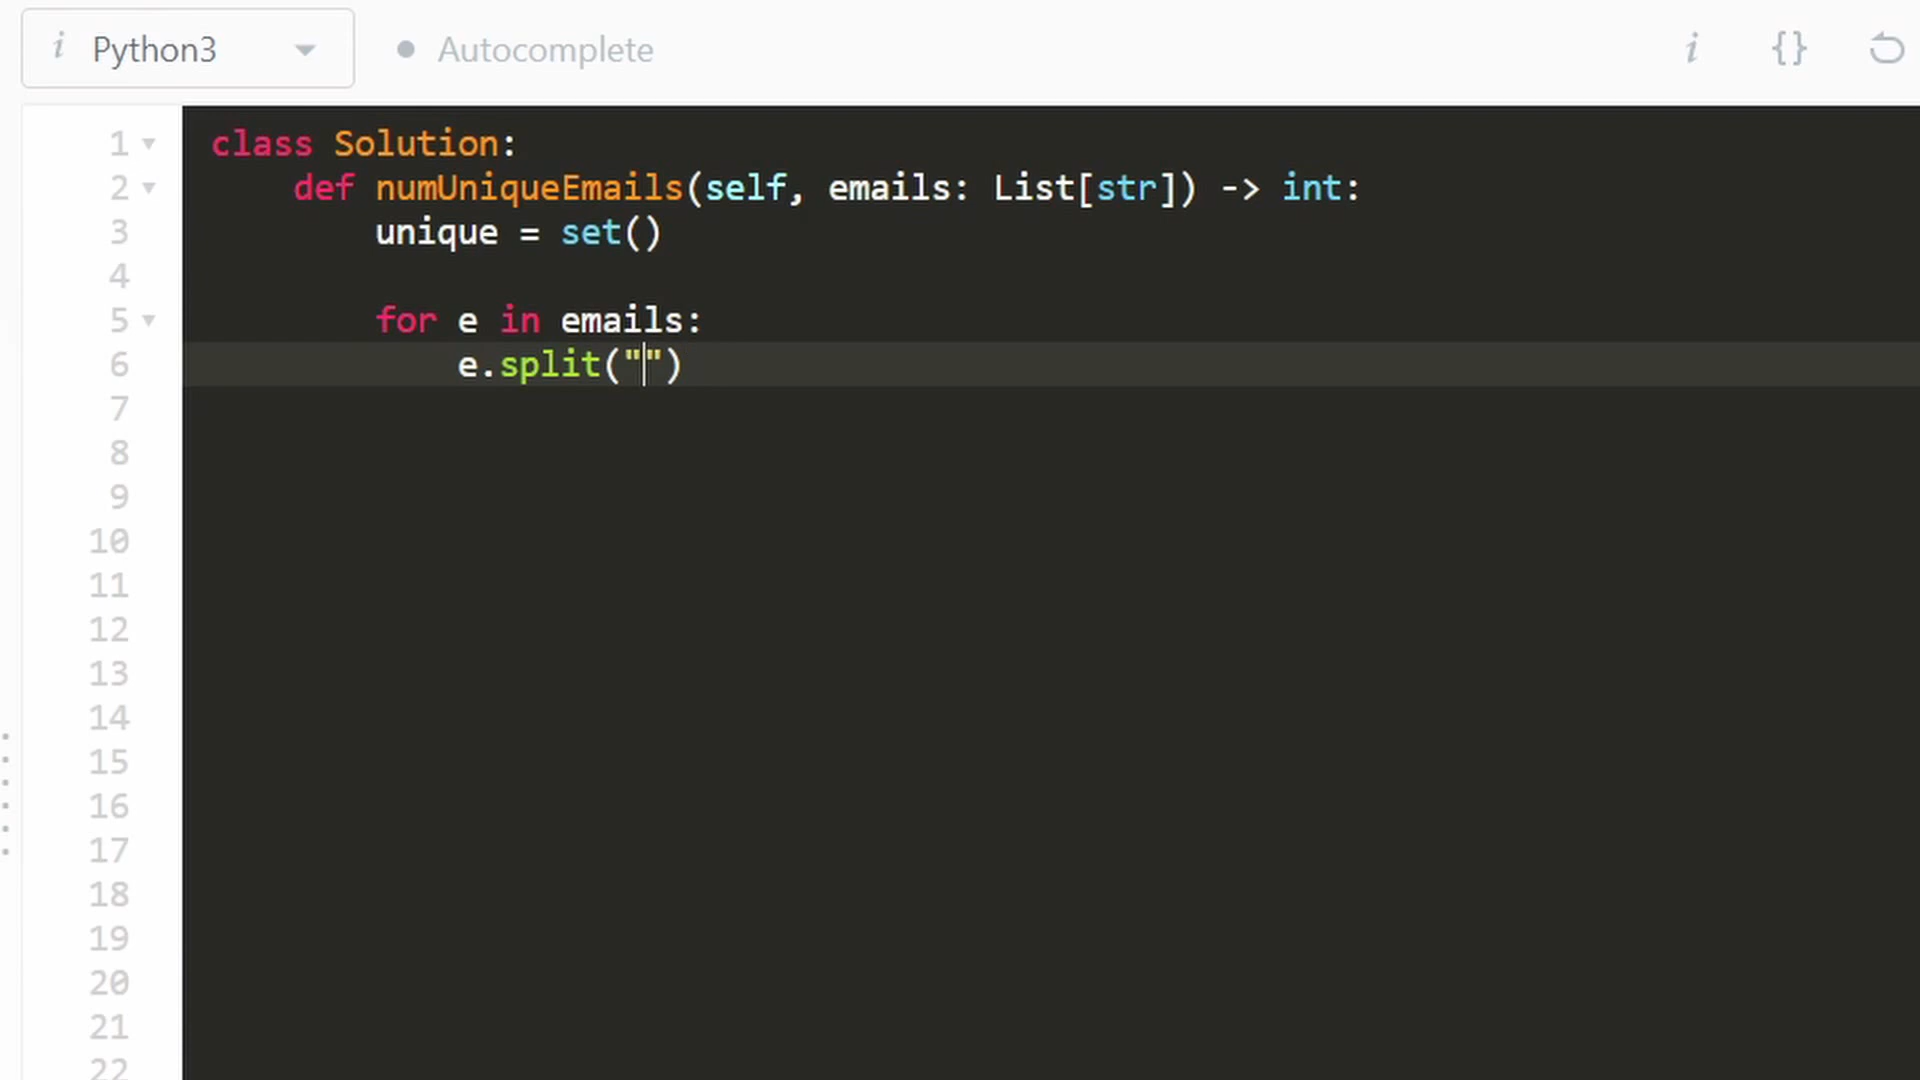 i Python3 Autocomplete i {}
1 class Solution:
2 def numUniqueEmails(self, emails: List[str]) -> int:
3 unique = set()
4
5 for e in emails:
6 e.split("")
7
8
9
10
11
12
13
14
15
16
17
18
19
20
21
22